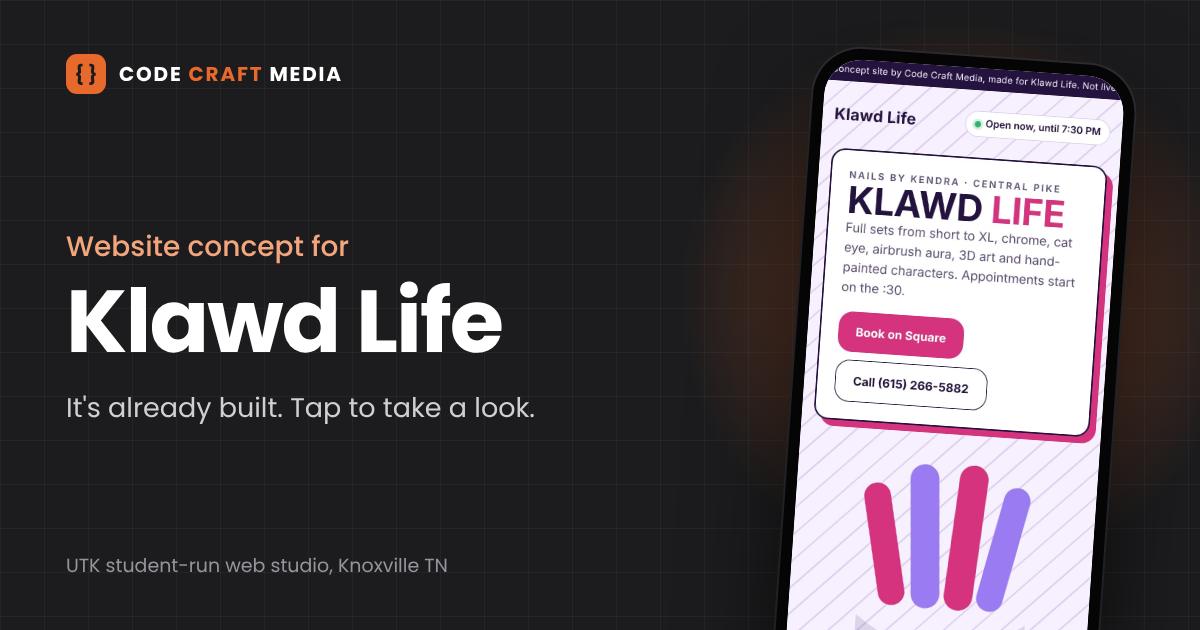 { } CODE CRAFT MEDIA
Website concept for
Klawd Life
It's already built. Tap to take a look.
UTK student-run web studio, Knoxville TN
concept site by Code Craft Media, made for Klawd Life. Not live
Klawd Life
Open now, until 7:30 PM
NAILS BY KENDRA · CENTRAL PIKE
KLAWD LIFE
Full sets from short to XL, chrome, cat
eye, airbrush aura, 3D art and hand-
painted characters. Appointments start
on the :30.
Book on Square
Call (615) 266-5882